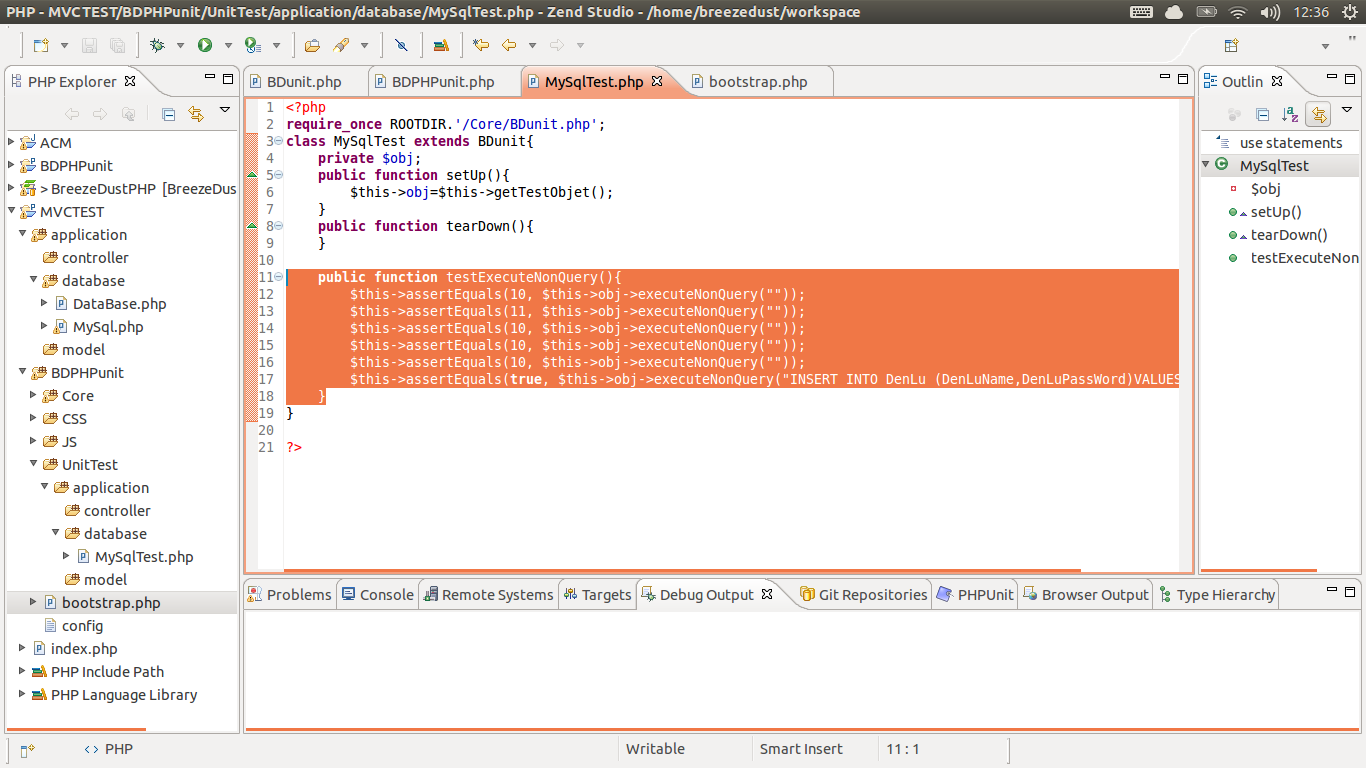 PHP - MVCTEST/BDPHPunit/UnitTest/application/database/MySqlTest.php - Zend Studio - /home/breezedust/workspace
12:36
PHP Explorer
BDunit.php
BDPHPunit.php
MySqlTest.php
bootstrap.php
Outlin
ACM
BDPHPunit
> BreezeDustPHP [BreezeDus
MVCTEST
application
controller
database
DataBase.php
MySql.php
model
BDPHPunit
Core
CSS
JS
UnitTest
application
controller
database
MySqlTest.php
model
bootstrap.php
config
index.php
PHP Include Path
PHP Language Library
1 <?php
2 require_once ROOTDIR.'/Core/BDunit.php';
3 class MySqlTest extends BDunit{
4 private $obj;
5 public function setUp(){
6 $this->obj=$this->getTestObjet();
7 }
8 public function tearDown(){
9 }
10
11 public function testExecuteNonQuery(){
12 $this->assertEquals(10, $this->obj->executeNonQuery(""));
13 $this->assertEquals(11, $this->obj->executeNonQuery(""));
14 $this->assertEquals(10, $this->obj->executeNonQuery(""));
15 $this->assertEquals(10, $this->obj->executeNonQuery(""));
16 $this->assertEquals(10, $this->obj->executeNonQuery(""));
17 $this->assertEquals(true, $this->obj->executeNonQuery("INSERT INTO DenLu (DenLuName,DenLuPassWord)VALUES
18 }
19 }
20
21 ?>
use statements
MySqlTest
$obj
setUp()
tearDown()
testExecuteNon
Problems
Console
Remote Systems
Targets
Debug Output
Git Repositories
PHPUnit
Browser Output
Type Hierarchy
PHP
Writable
Smart Insert
11 : 1